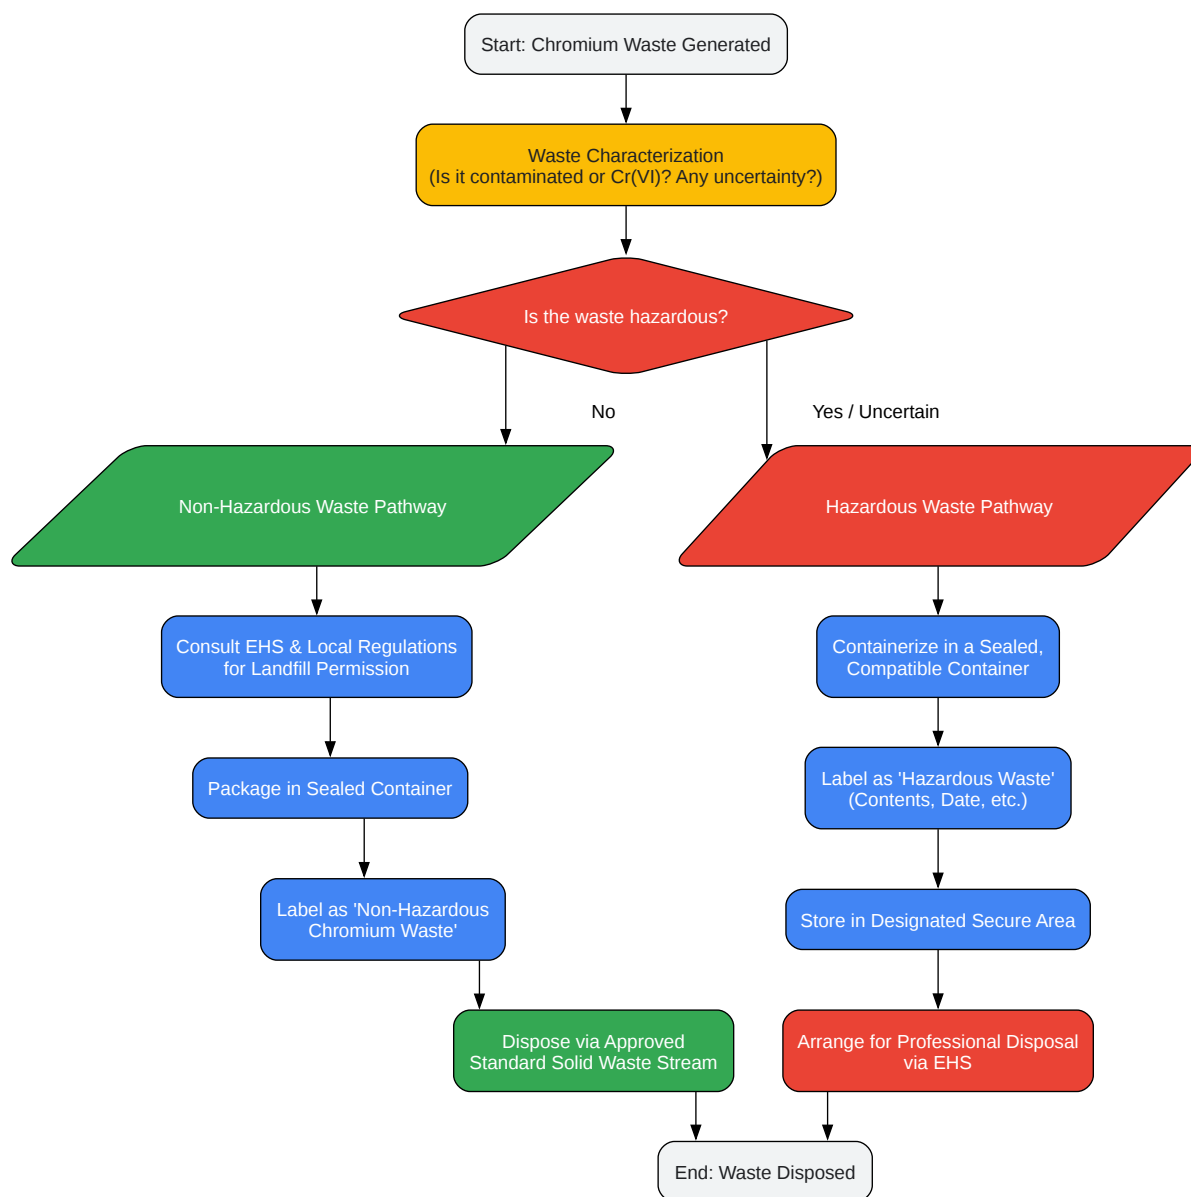 Start: Chromium Waste Generated
Waste Characterization
(Is it contaminated or Cr(VI)? Any uncertainty?)
Is the waste hazardous?
No
Yes / Uncertain
Non-Hazardous Waste Pathway
Hazardous Waste Pathway
Consult EHS & Local Regulations
for Landfill Permission
Containerize in a Sealed,
Compatible Container
Package in Sealed Container
Label as 'Hazardous Waste'
(Contents, Date, etc.)
Label as 'Non-Hazardous
Chromium Waste'
Store in Designated Secure Area
Dispose via Approved
Standard Solid Waste Stream
Arrange for Professional Disposal
via EHS
End: Waste Disposed